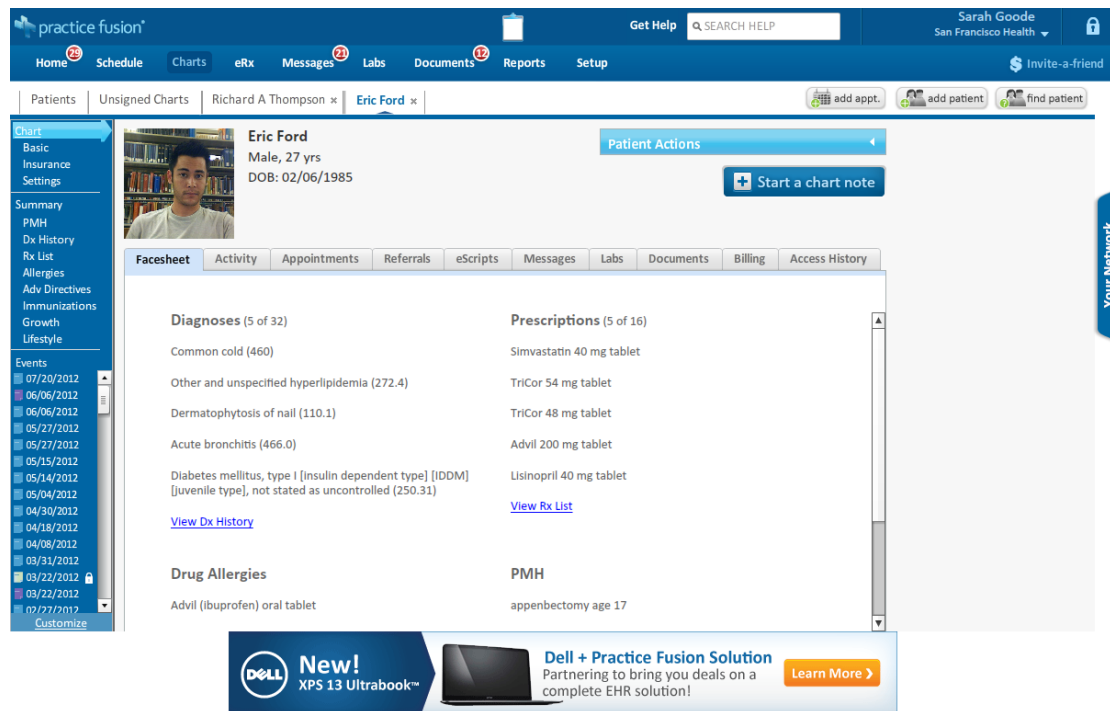 practice fusion
Get Help
SEARCH HELP
Sarah Goode
San Francisco Health
Home 29
Schedule
Charts
eRx
Messages 21
Labs
Documents 12
Reports
Setup
$ Invite-a-friend
Patients
Unsigned Charts
Richard A Thompson ×
Eric Ford ×
add appt.
add patient
find patient
Chart
Basic
Insurance
Settings
Summary
PMH
Dx History
Rx List
Allergies
Adv Directives
Immunizations
Growth
Lifestyle
Events
07/20/2012
06/06/2012
06/06/2012
05/27/2012
05/27/2012
05/15/2012
05/14/2012
05/04/2012
04/30/2012
04/18/2012
04/08/2012
03/31/2012
03/22/2012
03/22/2012
02/27/2012
Customize
Eric Ford
Male, 27 yrs
DOB: 02/06/1985
Patient Actions
Start a chart note
Your Network
Facesheet
Activity
Appointments
Referrals
eScripts
Messages
Labs
Documents
Billing
Access History
Diagnoses (5 of 32)
Common cold (460)
Other and unspecified hyperlipidemia (272.4)
Dermatophytosis of nail (110.1)
Acute bronchitis (466.0)
Diabetes mellitus, type I [insulin dependent type] [IDDM]
[juvenile type], not stated as uncontrolled (250.31)
View Dx History
Prescriptions (5 of 16)
Simvastatin 40 mg tablet
TriCor 54 mg tablet
TriCor 48 mg tablet
Advil 200 mg tablet
Lisinopril 40 mg tablet
View Rx List
Drug Allergies
Advil (ibuprofen) oral tablet
PMH
appenbectomy age 17
DELL
New!
XPS 13 Ultrabook™
Dell + Practice Fusion Solution
Partnering to bring you deals on a
complete EHR solution!
Learn More